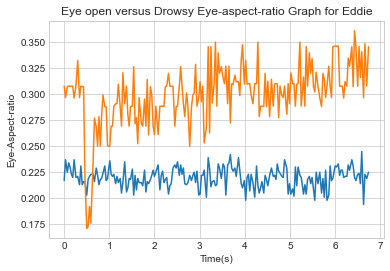 Eye open versus Drowsy Eye-aspect-ratio Graph for Eddie
Eye-Aspect-ratio
0.350
0.325
0.300
0.275
0.250
0.225
0.200
0.175
0 1 2 3 4 5 6 7
Time(s)